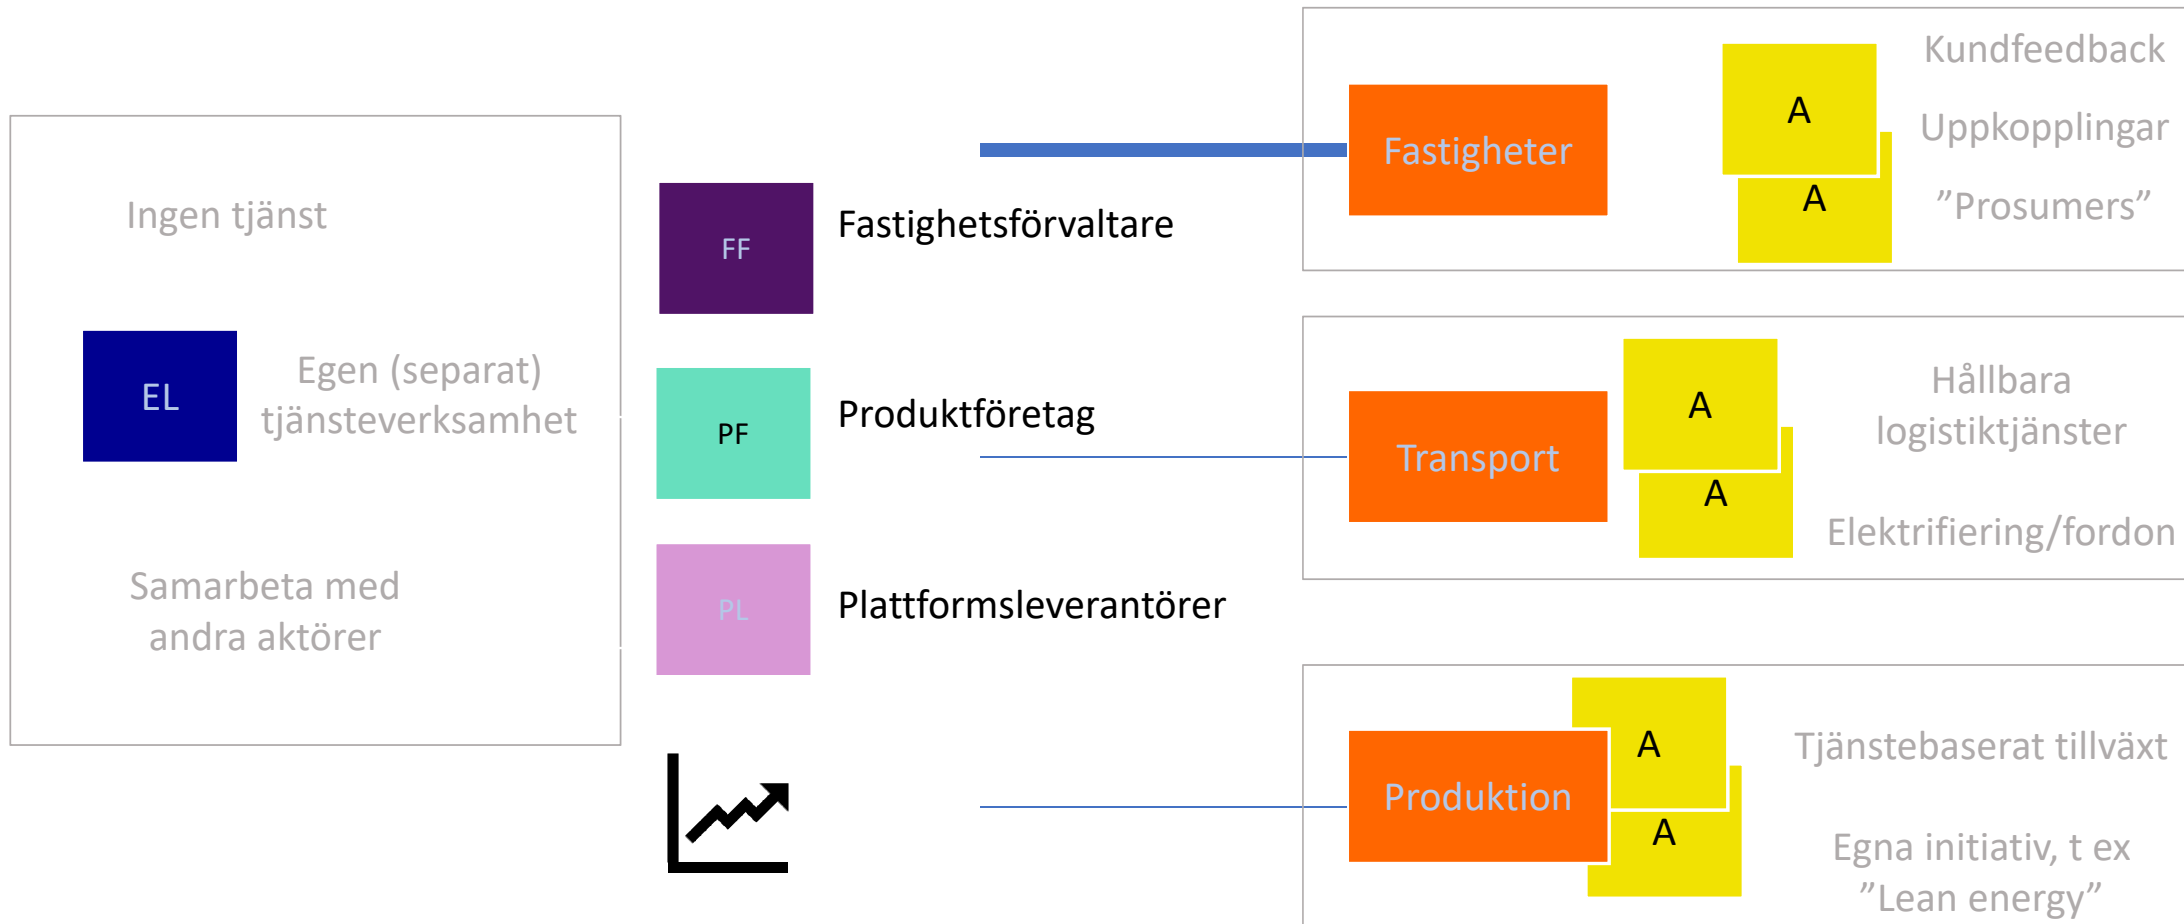 Ingen tjänst
EL
Egen (separat)
tjänsteverksamhet
Samarbeta med
andra aktörer
FF
Fastighetsförvaltare
PF
Produktföretag
PL
Plattformsleverantörer
Fastigheter
A
A
Kundfeedback
Uppkopplingar
”Prosumers”
Transport
A
A
Hållbara
logistiktjänster
Elektrifiering/fordon
Produktion
A
A
Tjänstebaserat tillväxt
Egna initiativ, t ex
”Lean energy”